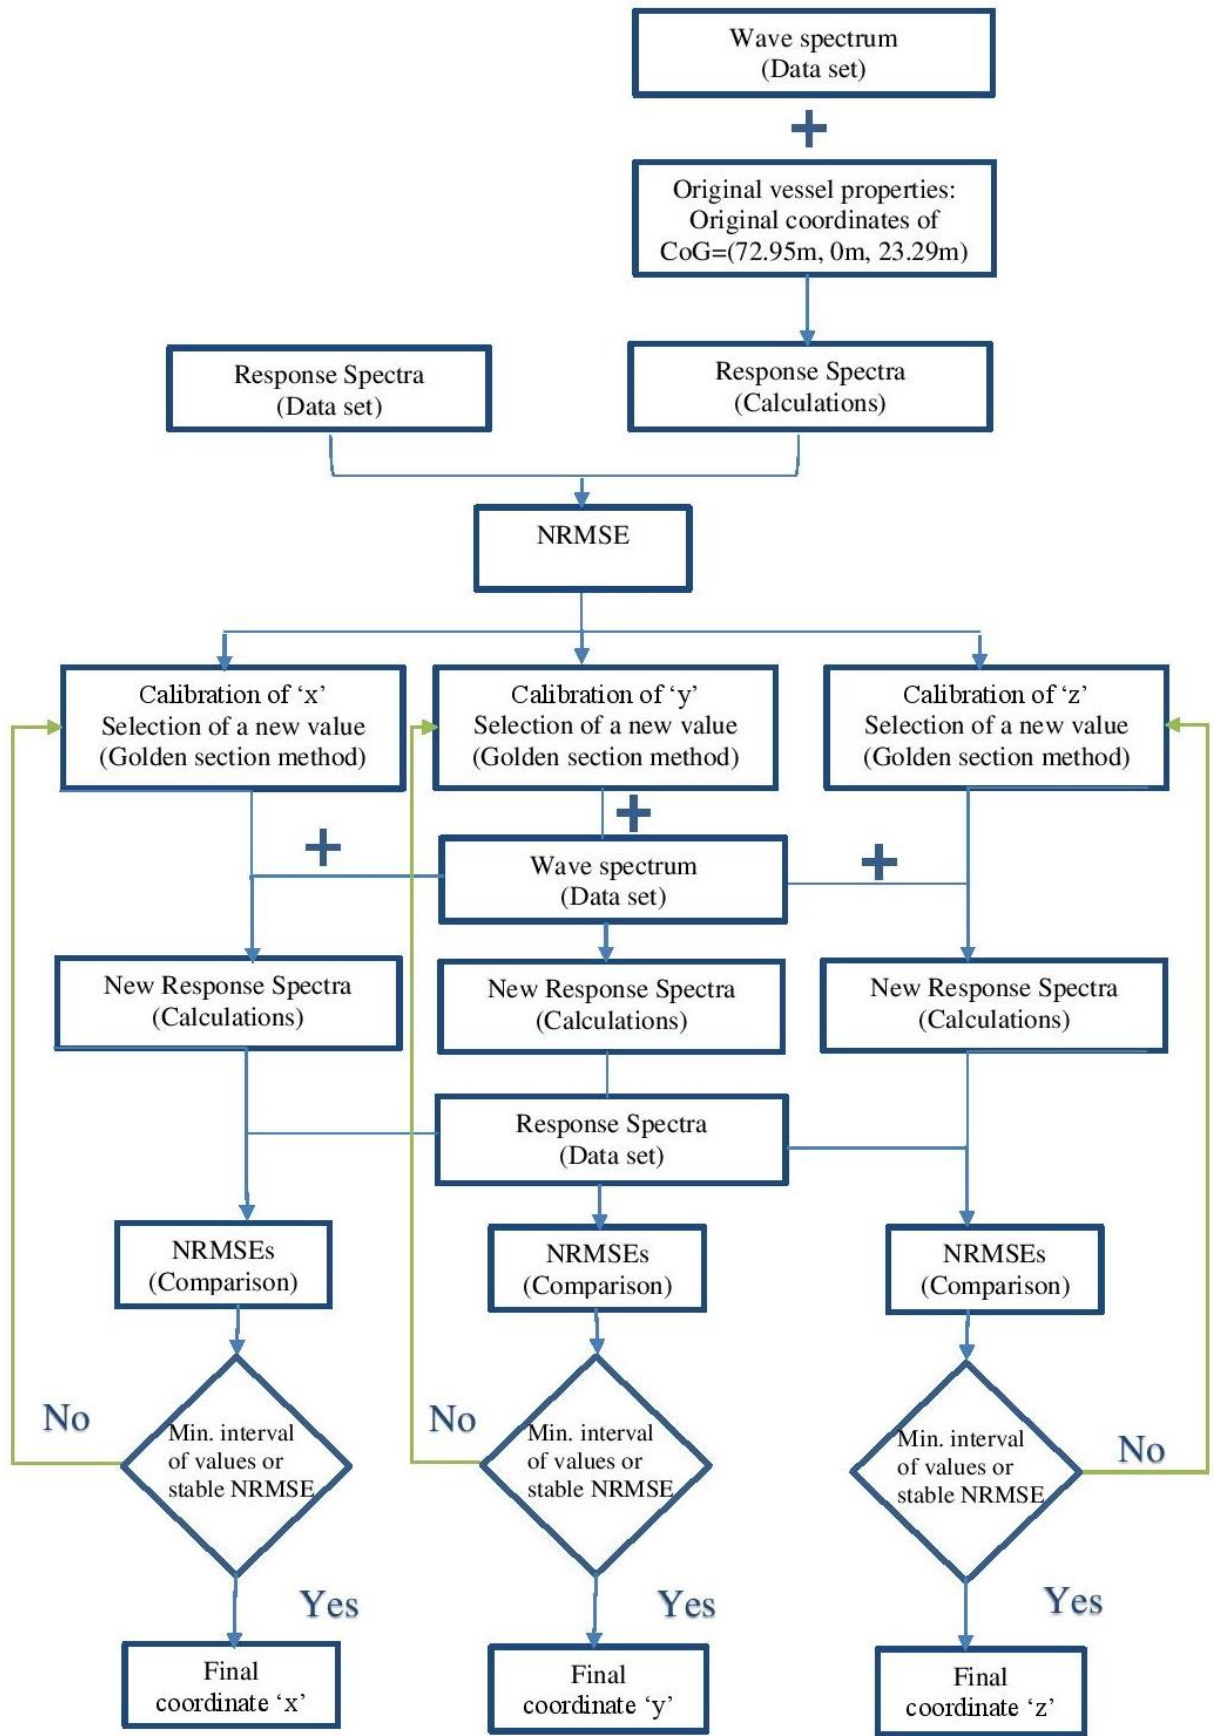 Wave spectrum
(Data set)
+
Original vessel properties:
Original coordinates of
CoG=(72.95m, 0m, 23.29m)
Response Spectra
(Data set)
Response Spectra
(Calculations)
NRMSE
Calibration of ‘x’
Selection of a new value
(Golden section method)
Calibration of ‘y’
Selection of a new value
(Golden section method)
Calibration of ‘z’
Selection of a new value
(Golden section method)
+
+
+
Wave spectrum
(Data set)
New Response Spectra
(Calculations)
New Response Spectra
(Calculations)
New Response Spectra
(Calculations)
Response Spectra
(Data set)
NRMSEs
(Comparison)
NRMSEs
(Comparison)
NRMSEs
(Comparison)
No
Min. interval
of values or
stable NRMSE
No
Min. interval
of values or
stable NRMSE
Min. interval
of values or
stable NRMSE
No
Yes
Yes
Yes
Final
coordinate ‘x’
Final
coordinate ‘y’
Final
coordinate ‘z’